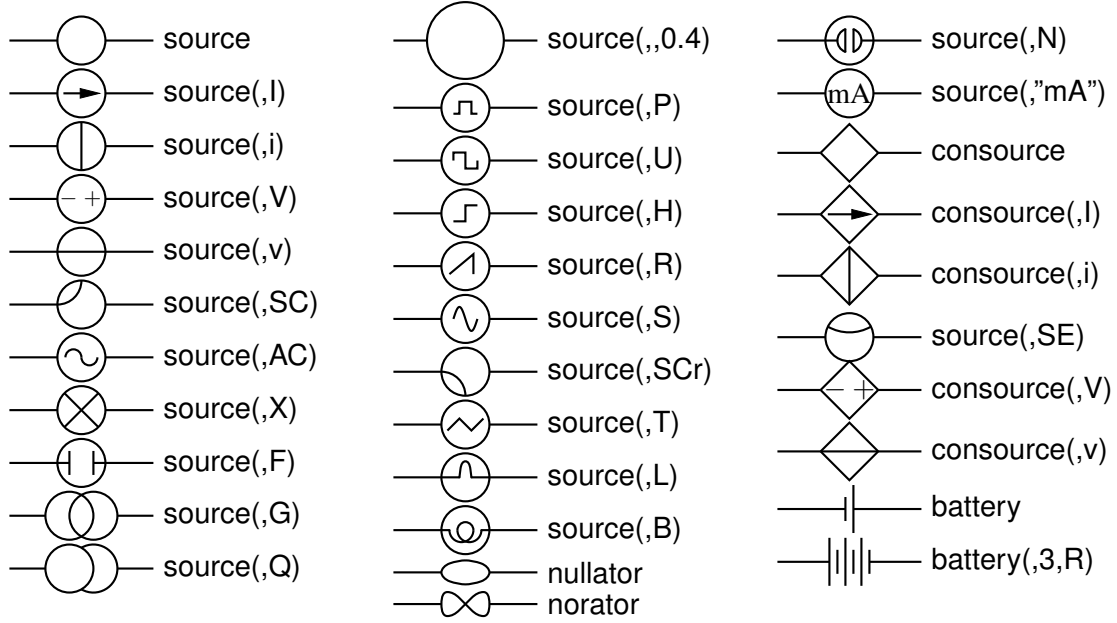 source
source(,I)
source(,i)
− +
source(,V)
source(,v)
source(,SC)
source(,AC)
source(,X)
source(,F)
source(,G)
source(,Q)
source(,,0.4)
source(,P)
source(,U)
source(,H)
source(,R)
source(,S)
source(,SCr)
source(,T)
source(,L)
source(,B)
nullator
norator
source(,N)
mA
source(,”mA”)
consource
consource(,I)
consource(,i)
source(,SE)
− +
consource(,V)
consource(,v)
battery
battery(,3,R)